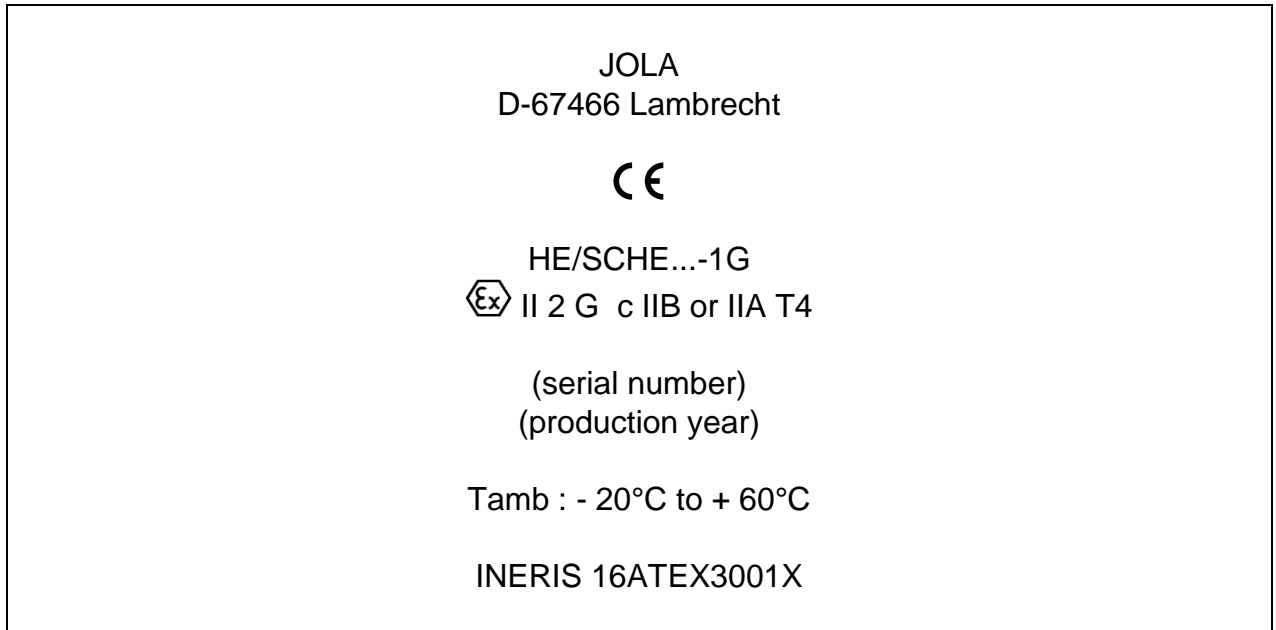 JOLA
D-67466 Lambrecht
CE
HE/SCHE...-1G
Ex II 2 G  c IIB or IIA T4
(serial number)
(production year)
Tamb : - 20°C to + 60°C
INERIS 16ATEX3001X